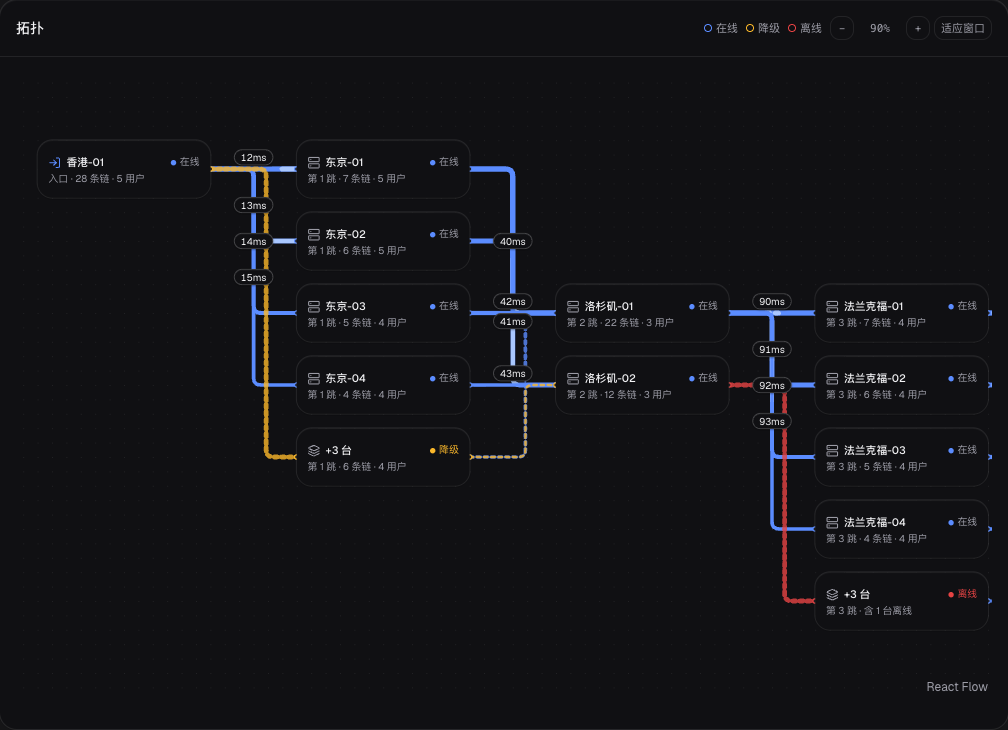 拓扑
在线 降级 离线 − 90% + 适应窗口
香港-01 在线
入口 · 28 条链 · 5 用户
12ms
13ms
14ms
15ms
东京-01 在线
第 1 跳 · 7 条链 · 5 用户
东京-02 在线
第 1 跳 · 6 条链 · 5 用户
东京-03 在线
第 1 跳 · 5 条链 · 4 用户
东京-04 在线
第 1 跳 · 4 条链 · 4 用户
+3 台 降级
第 1 跳 · 6 条链 · 4 用户
40ms
42ms
41ms
43ms
洛杉矶-01 在线
第 2 跳 · 22 条链 · 3 用户
洛杉矶-02 在线
第 2 跳 · 12 条链 · 3 用户
90ms
91ms
92ms
93ms
法兰克福-01 在线
第 3 跳 · 7 条链 · 4 用户
法兰克福-02 在线
第 3 跳 · 6 条链 · 4 用户
法兰克福-03 在线
第 3 跳 · 5 条链 · 4 用户
法兰克福-04 在线
第 3 跳 · 4 条链 · 4 用户
+3 台 离线
第 3 跳 · 含 1 台离线
React Flow